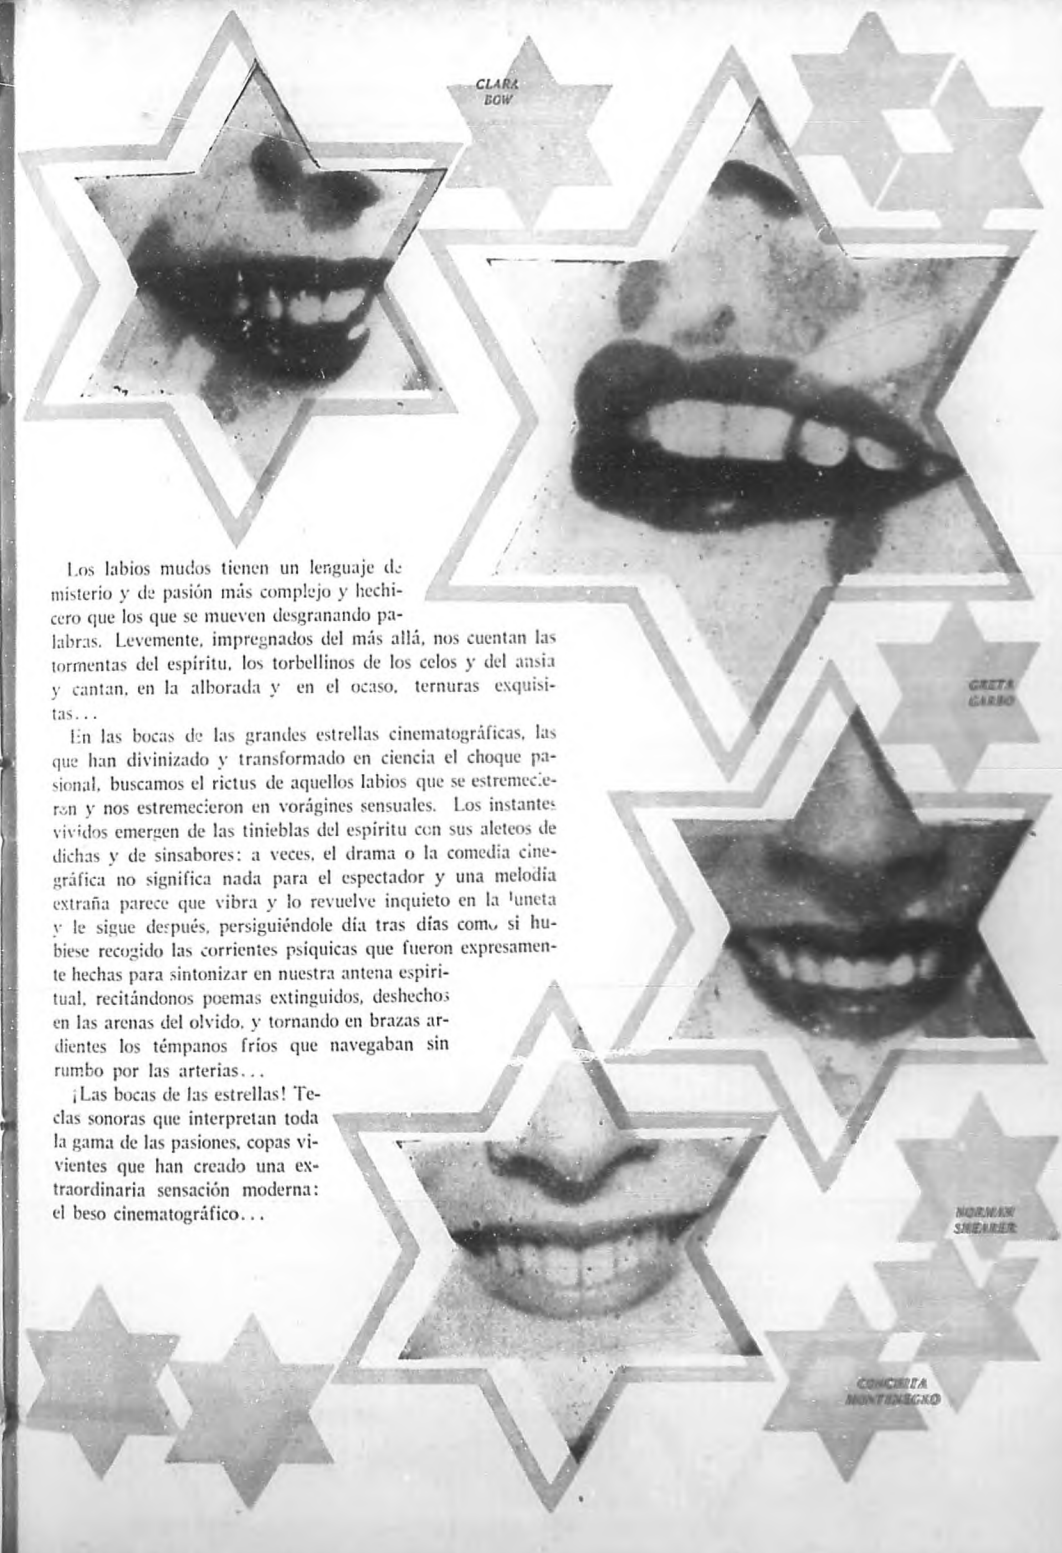 CLARA
BOW
Los labios mudos tienen un lenguaje de
misterio y de pasión más complejo y hechi-
cero que los que se mueven desgranando pa-
labras. Levemente, impregnados del más allá, nos cuentan las
tormentas del espíritu, los torbellinos de los celos y del ansia
y cantan, en la alborada y en el ocaso, ternuras exquisi-
tas...
En las bocas de las grandes estrellas cinematográficas, las
que han divinizado y transformado en ciencia el choque pa-
sional, buscamos el rictus de aquellos labios que se estremecie-
ron y nos estremecieron en vorágines sensuales. Los instantes
vividos emergen de las tinieblas del espíritu con sus aleteos de
dichas y de sinsabores: a veces, el drama o la comedia cine-
gráfica no significa nada para el espectador y una melodía
extraña parece que vibra y lo revuelve inquieto en la luneta
y le sigue después, persiguiéndole día tras días como si hu-
biese recogido las corrientes psiquicas que fueron expresamen-
te hechas para sintonizar en nuestra antena espiri-
tual, recitándonos poemas extinguidos, deshechos
en las arenas del olvido, y tornando en brazas ar-
dientes los témpanos fríos que navegaban sin
rumbo por las arterias...
¡Las bocas de las estrellas! Te-
clas sonoras que interpretan toda
la gama de las pasiones, copas vi-
vientes que han creado una ex-
traordinaria sensación moderna:
el beso cinematográfico...
GRETA
GARBO
NORMAN
SHEARER
CONCHITA
MONTENEGRO